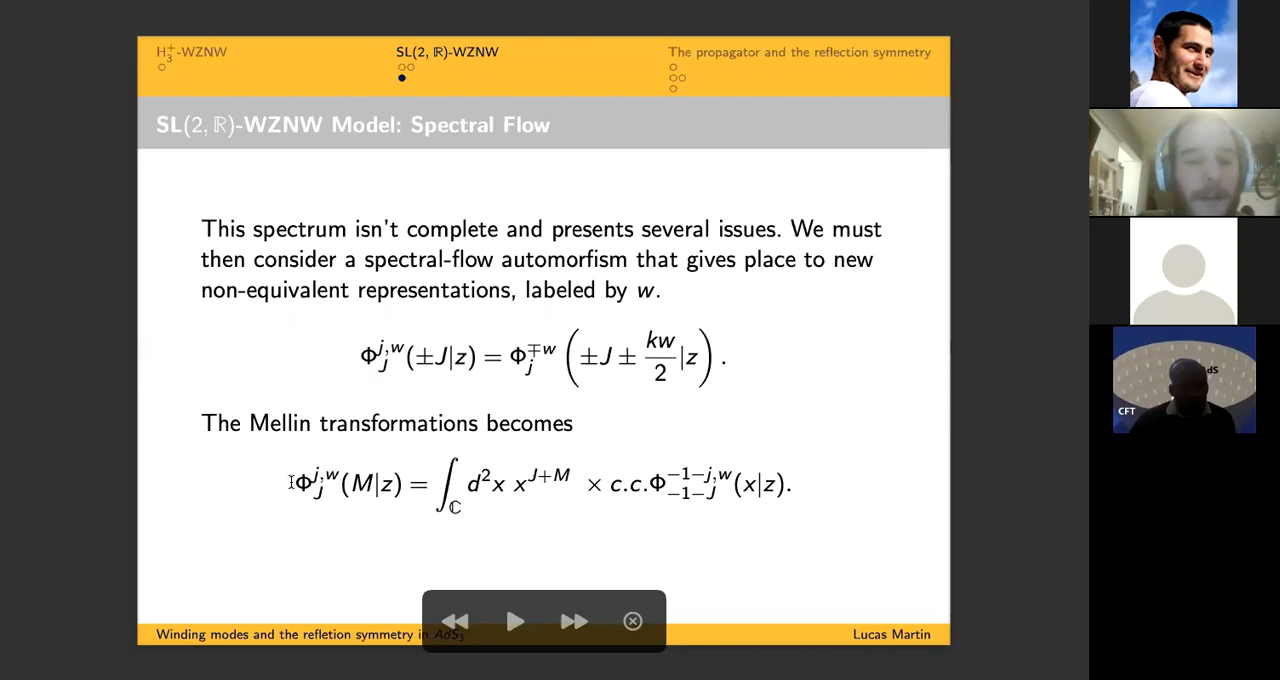 H₃⁺-WZNW
SL(2, ℝ)-WZNW
The propagator and the reflection symmetry
SL(2, ℝ)-WZNW Model: Spectral Flow
This spectrum isn't complete and presents several issues. We must
then consider a spectral-flow automorfism that gives place to new
non-equivalent representations, labeled by w.
Φ_J^{j,w}(±J|z) = Φ_j^{∓w}(±J ± kw/2 |z).
The Mellin transformations becomes
Φ_J^{j,w}(M|z) = ∫_ℂ d²x x^{J+M} × c.c.Φ_{-1-J}^{-1-j,w}(x|z).
Winding modes and the refletion symmetry in AdS₃
Lucas Martin
AdS
CFT